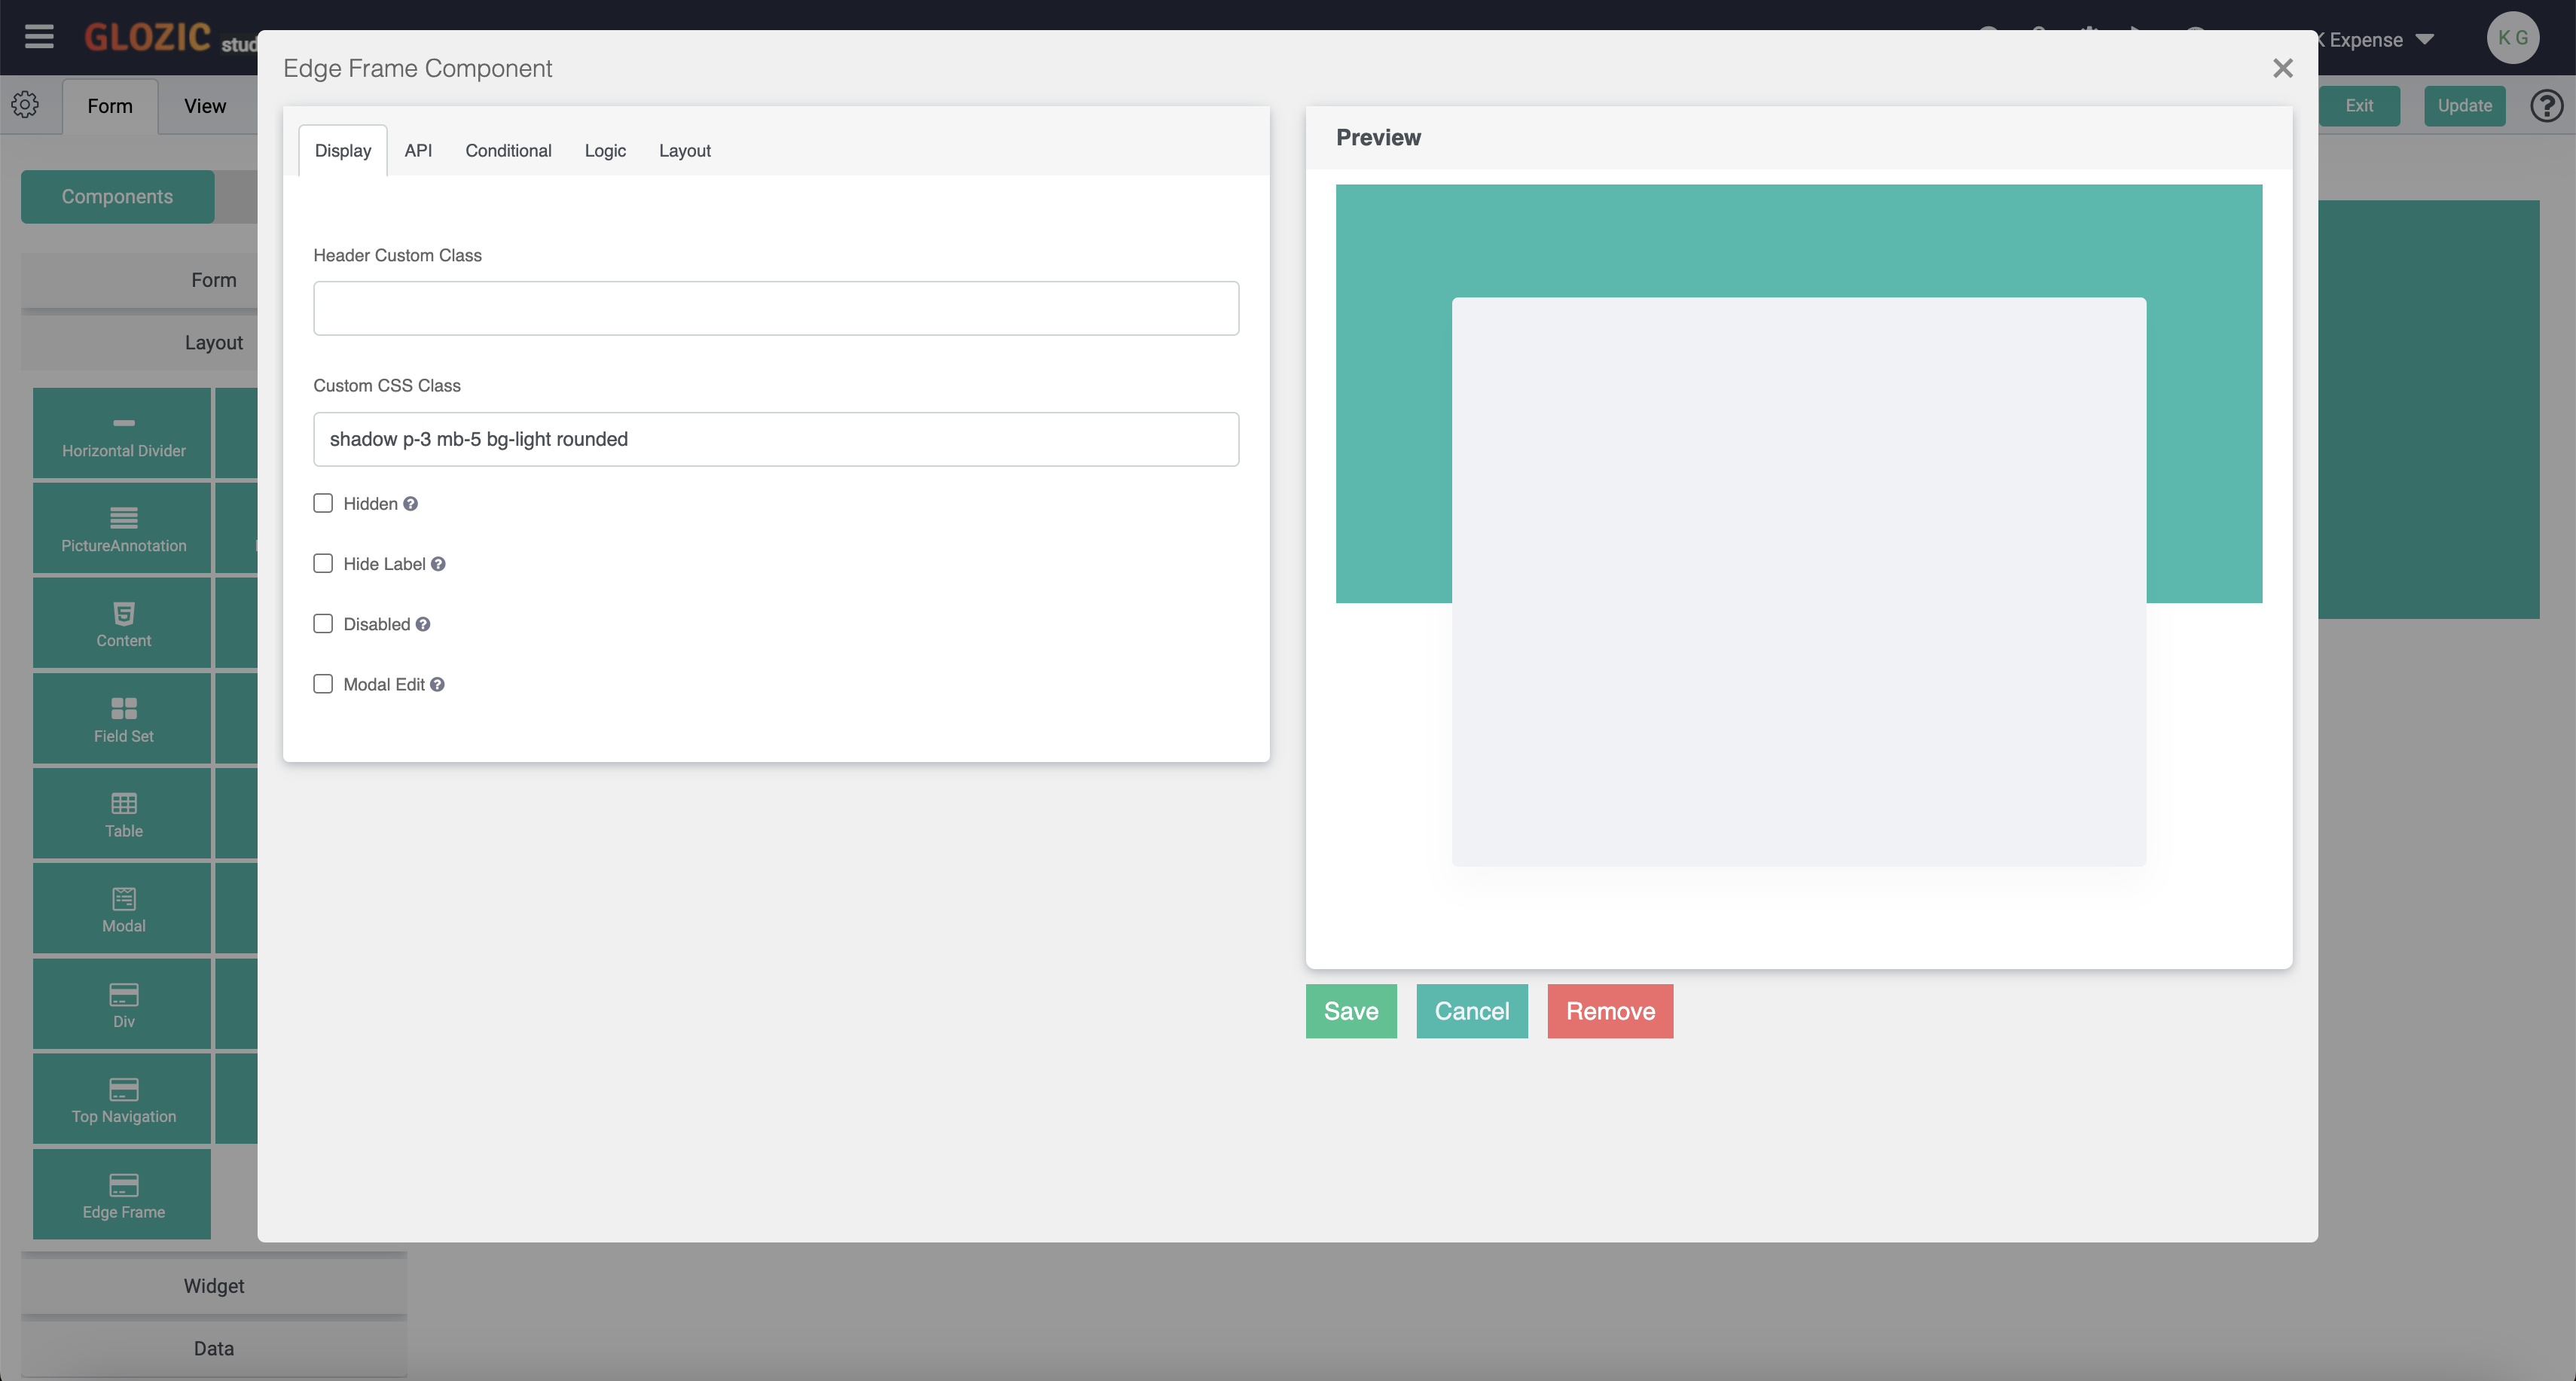 GLOZIC
Expense
K G
Edge Frame Component
Form
View
Exit
Update
Display
API
Conditional
Logic
Layout
Preview
Components
Header Custom Class
Form
Layout
Custom CSS Class
shadow p-3 mb-5 bg-light rounded
Horizontal Divider
Hidden
PictureAnnotation
Hide Label
Disabled
Content
Modal Edit
Field Set
Table
Modal
Div
Save
Cancel
Remove
Top Navigation
Edge Frame
Widget
Data